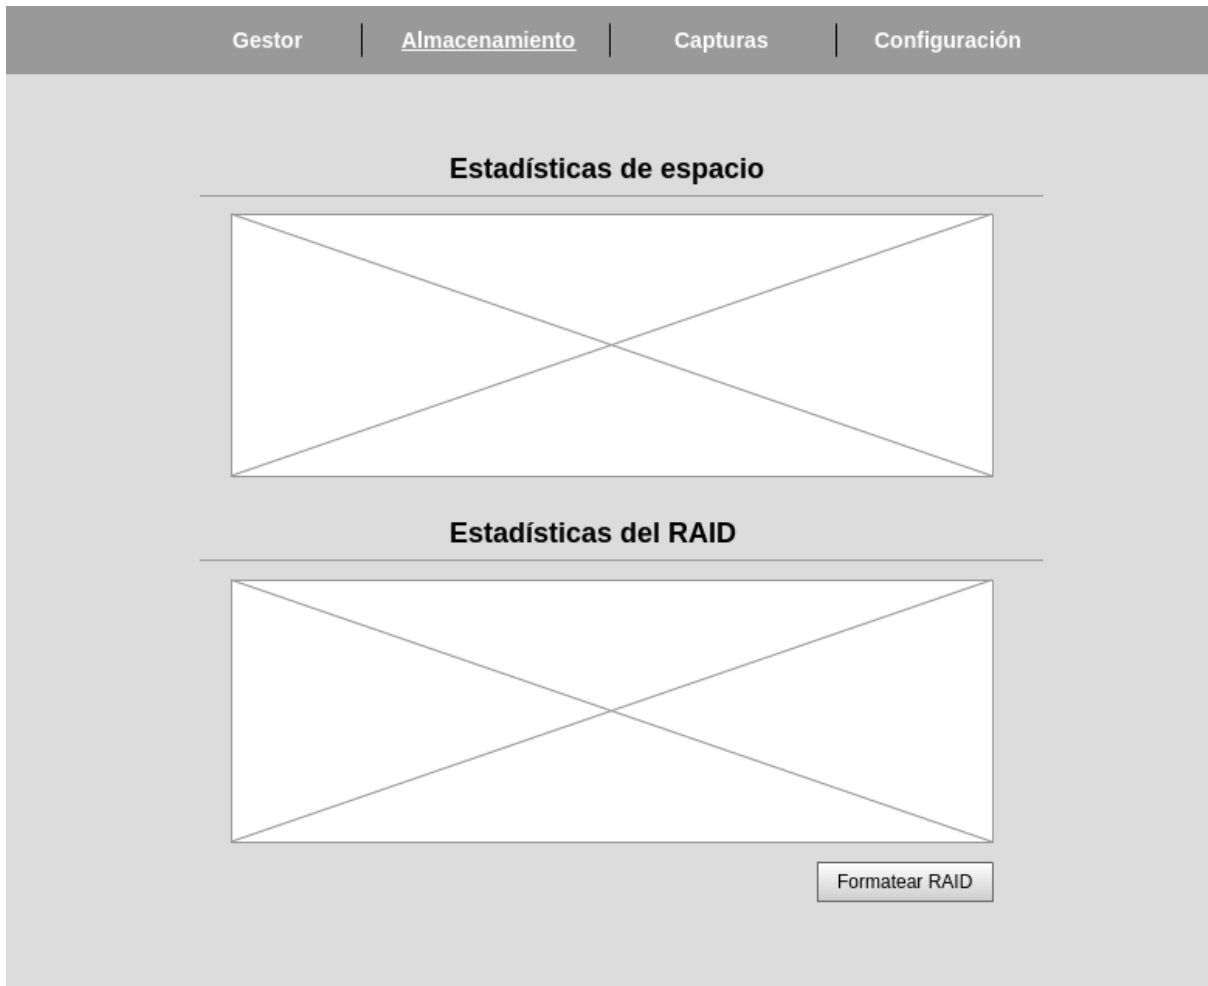 Gestor Almacenamiento Capturas Configuración
Estadísticas de espacio
Estadísticas del RAID
Formatear RAID